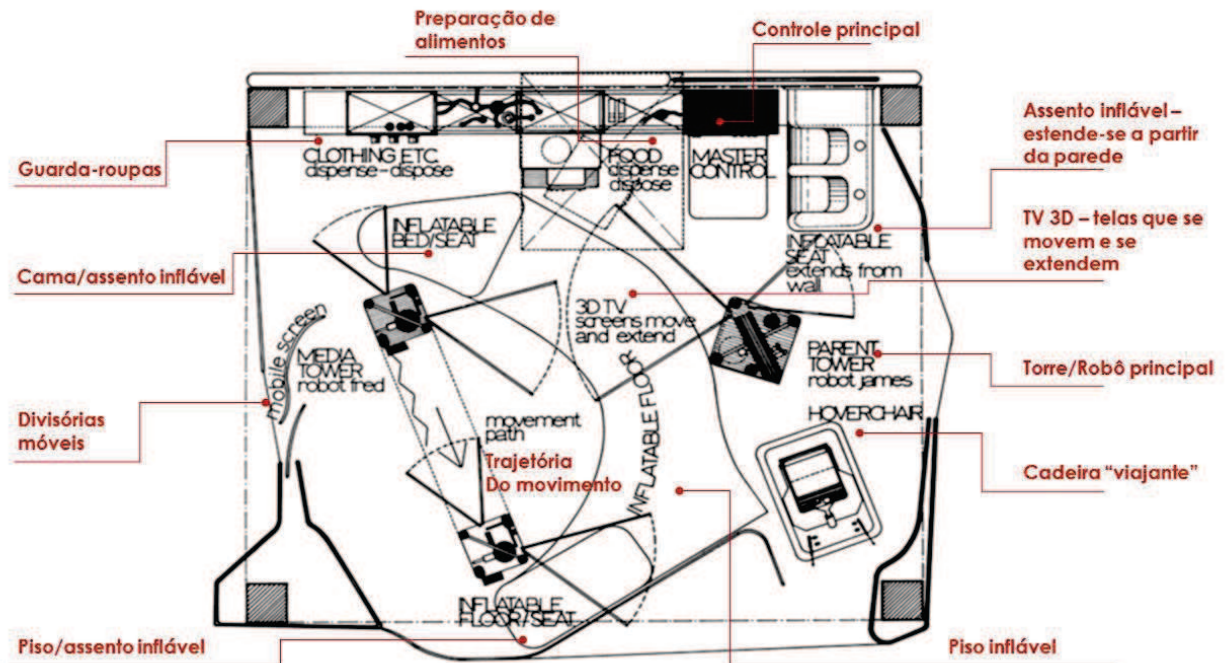 Preparação de
alimentos
Controle principal
Assento inflável –
estende-se a partir
da parede
Guarda-roupas
CLOTHING ETC
dispense-dispose
FOOD
dispense
dispose
MASTER
CONTROL
TV 3D – telas que se
movem e se
extendem
INFLATABLE
BED/SEAT
INFLATABLE
SEAT
extends from
wall
Cama/assento inflável
3D TV
screens move
and extend
mobile screen
MEDIA
TOWER
robot fred
PARENT
TOWER
robot james
Torre/Robô principal
INFLATABLE FLOOR
HOVERCHAIR
Divisórias
móveis
movement
path
Trajetória
Do movimento
Cadeira "viajante"
INFLATABLE
FLOOR/SEAT
Piso/assento inflável
Piso inflável